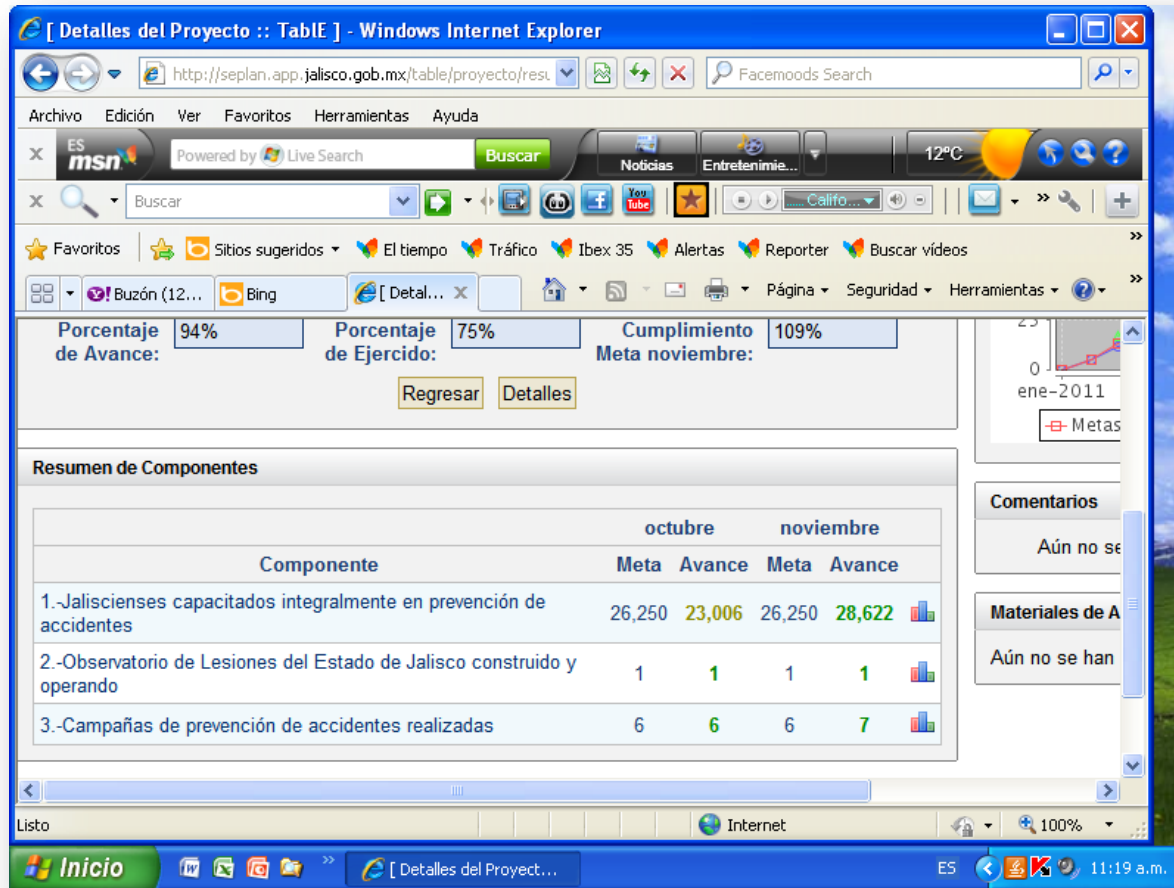 [ Detalles del Proyecto :: TablE ] - Windows Internet Explorer
http://seplan.app.jalisco.gob.mx/table/proyecto/resu
Facemoods Search
Archivo Edición Ver Favoritos Herramientas Ayuda
x ES msn Powered by Live Search Buscar Noticias Entretenimie... 12ºC
x Buscar You Tube ..... Califo...
Favoritos Sitios sugeridos El tiempo Tráfico Ibex 35 Alertas Reporter Buscar vídeos »
Buzón (12... Bing [ Detal... X Página Seguridad Herramientas »
Porcentaje de Avance: 94% Porcentaje de Ejercido: 75% Cumplimiento Meta noviembre: 109%
Regresar Detalles
25
0
ene-2011
Metas
Resumen de Componentes
octubre noviembre
Componente Meta Avance Meta Avance
1.-Jaliscienses capacitados integralmente en prevención de accidentes 26,250 23,006 26,250 28,622
2.-Observatorio de Lesiones del Estado de Jalisco construido y operando 1 1 1 1
3.-Campañas de prevención de accidentes realizadas 6 6 6 7
Comentarios
Aún no se
Materiales de A
Aún no se han
Listo Internet 100%
Inicio » [ Detalles del Proyect... ES 11:19 a.m.